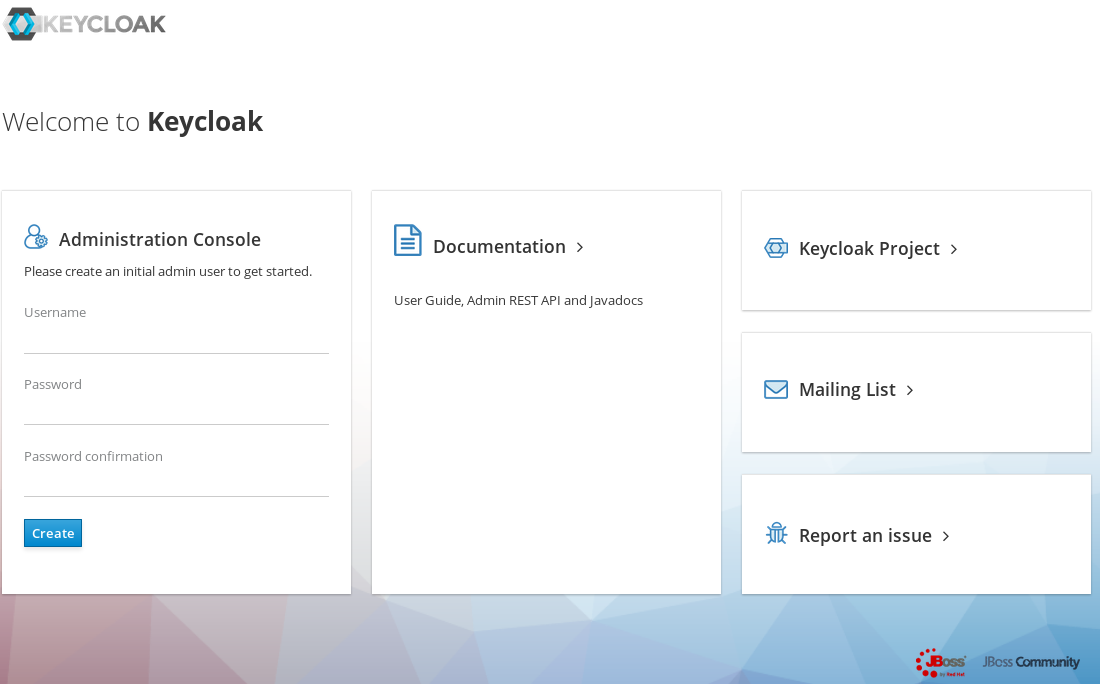 KEYCLOAK
Welcome to Keycloak
Administration Console
Please create an initial admin user to get started.
Username
Password
Password confirmation
Create
Documentation
User Guide, Admin REST API and Javadocs
Keycloak Project
Mailing List
Report an issue
JBoss by Red Hat
JBoss Community